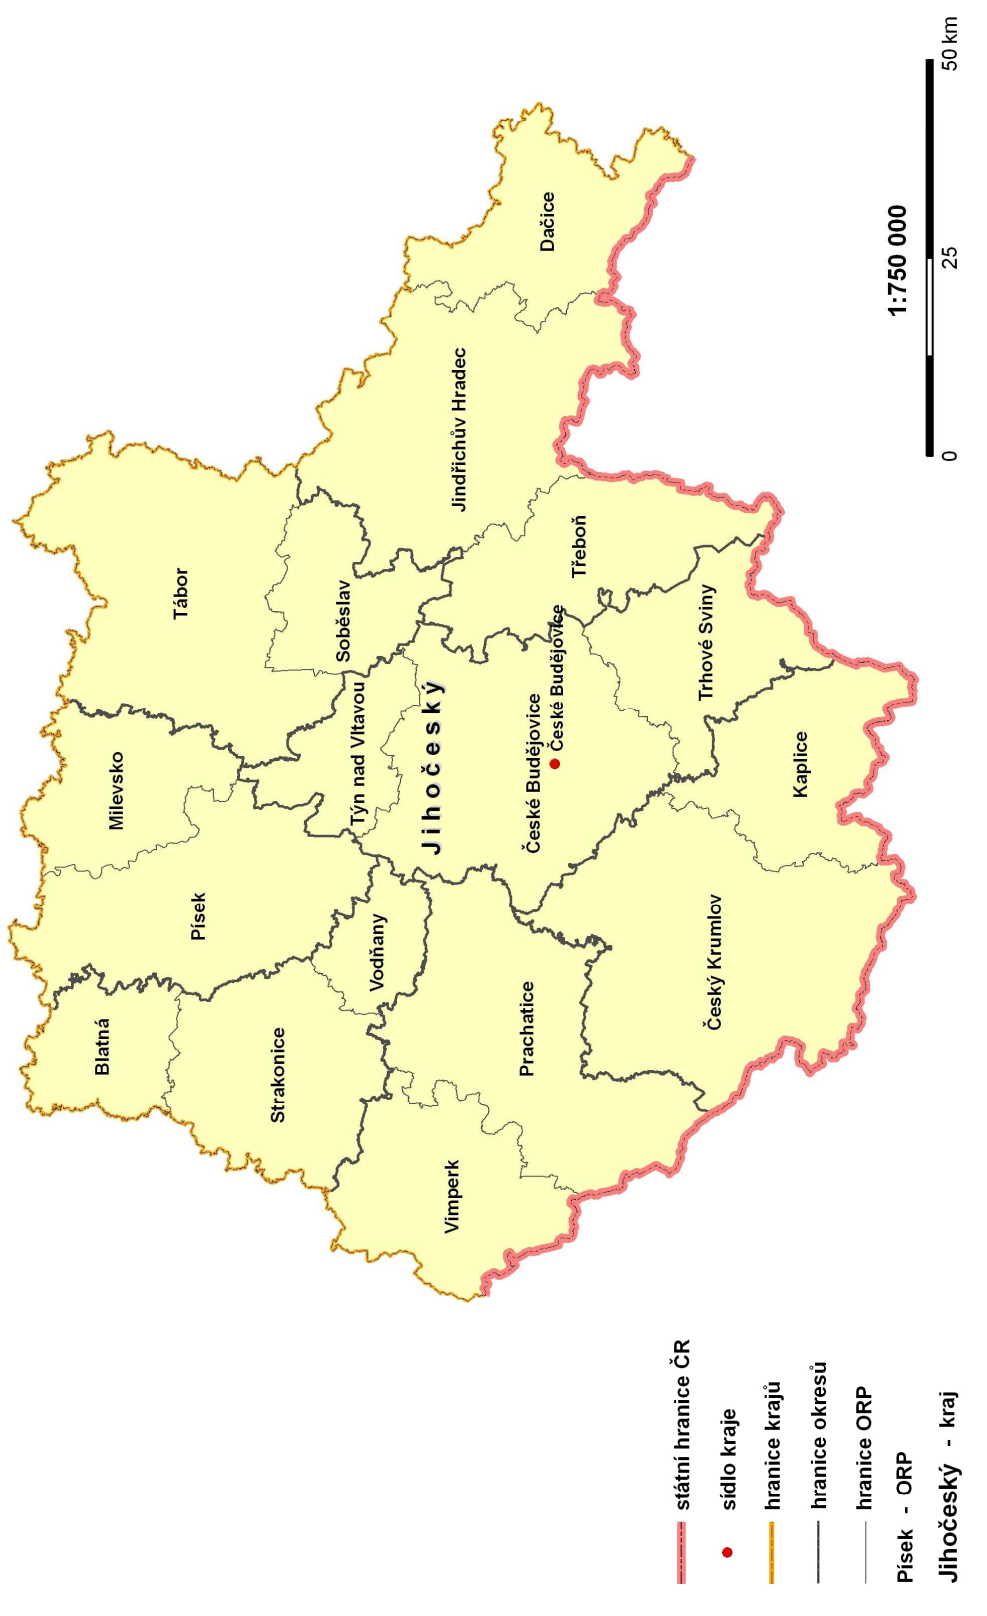 Blatná
Milevsko
Tábor
Písek
Strakonice
Soběslav
Týn nad Vltavou
Vodňany
Jihočeský
Vimperk
Jindřichův Hradec
Prachatice
České Budějovice
České Budějovice
Dačice
Třeboň
Český Krumlov
Trhové Sviny
Kaplice
státní hranice ČR
sídlo kraje
hranice krajů
hranice okresů
hranice ORP
Písek - ORP
Jihočeský - kraj
1:750 000
0 25 50 km